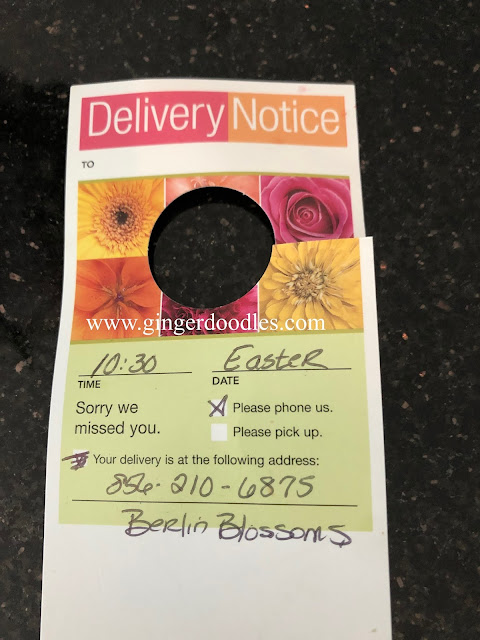 Delivery Notice
TO
www.gingerdoodles.com
10:30 Easter
TIME DATE
Sorry we
missed you.
X Please phone us.
Please pick up.
Your delivery is at the following address:
856-210-6875
Berlin Blossoms